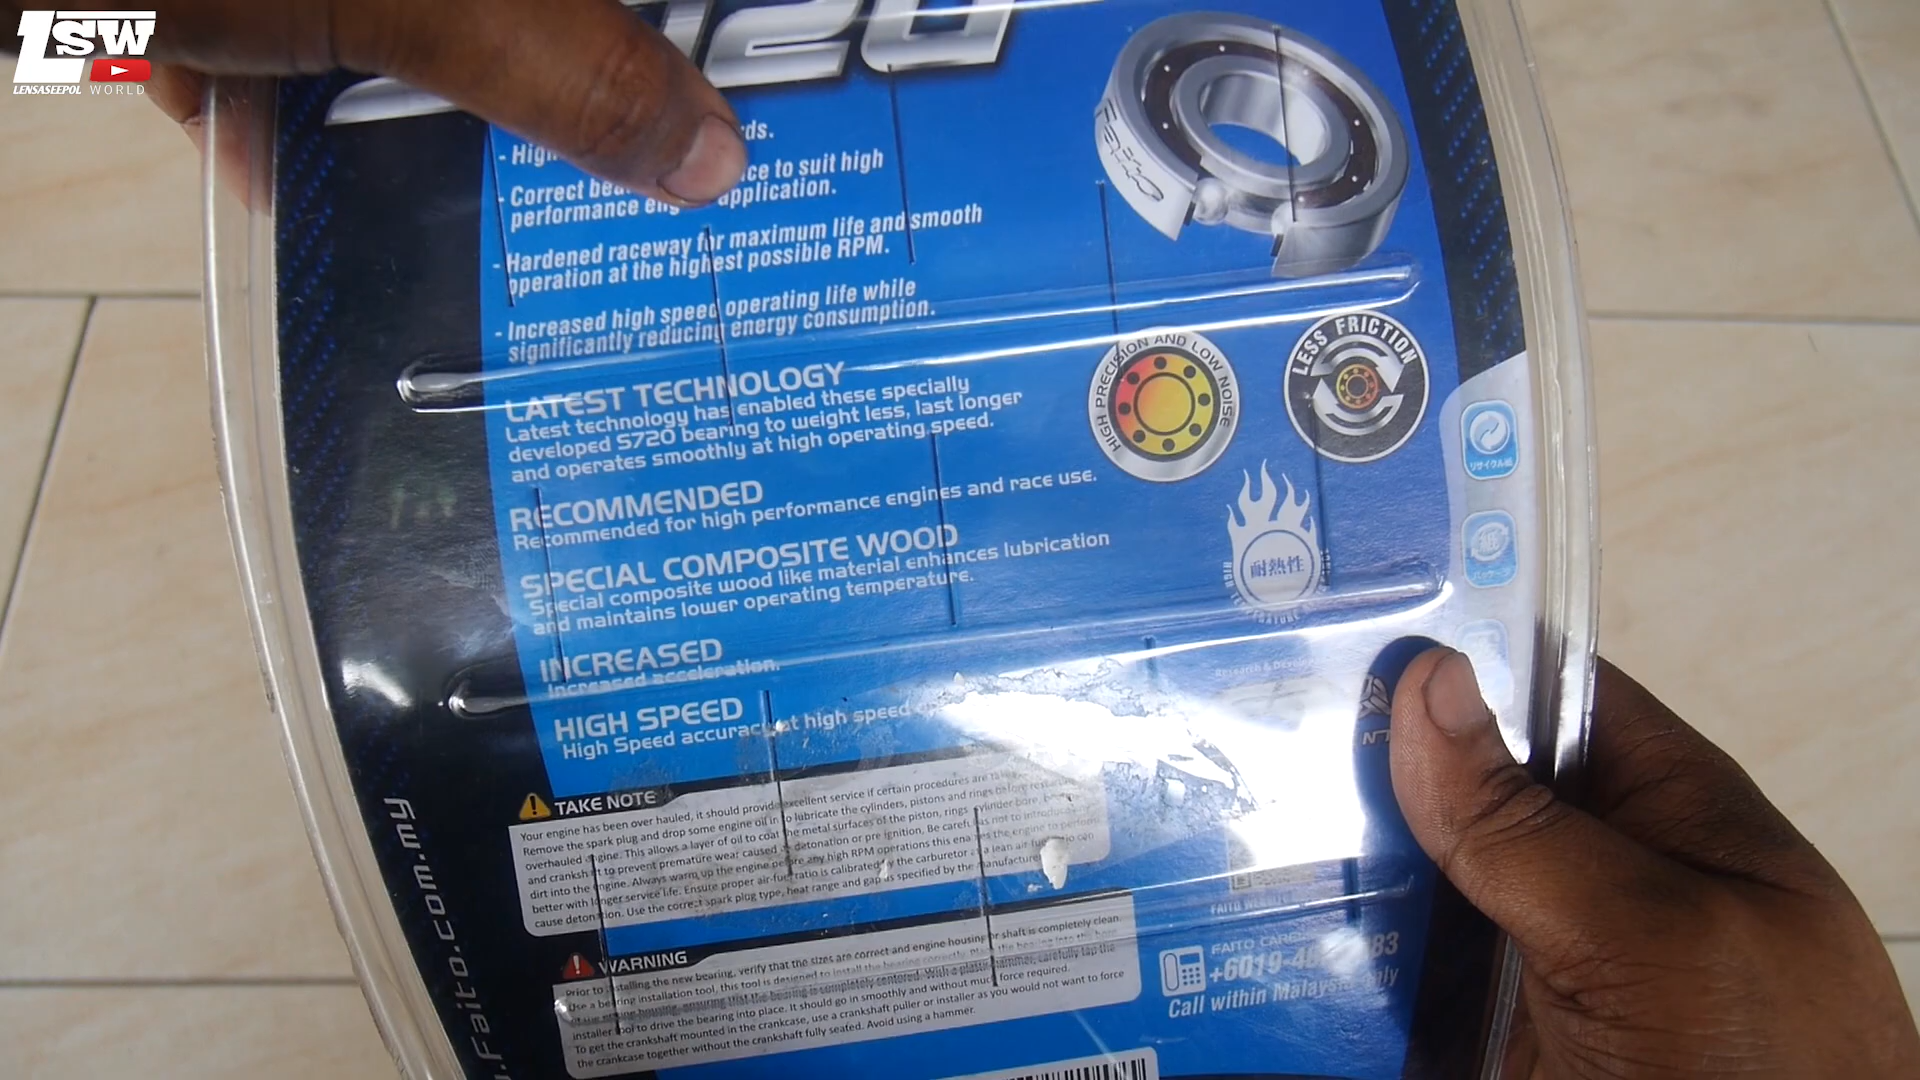 LSW
LENSASEEPOL WORLD
S720
Faito
rds.
- High
- Correct bea ce to suit high
performance eng application.
- Hardened raceway for maximum life and smooth
operation at the highest possible RPM.
- Increased high speed operating life while
significantly reducing energy consumption.
HIGH PRECISION AND LOW NOISE
LESS FRICTION
LATEST TECHNOLOGY
Latest technology has enabled these specially
developed S720 bearing to weight less, last longer
and operates smoothly at high operating speed.
リサイクル紙
RECOMMENDED
Recommended for high performance engines and race use.
SPECIAL COMPOSITE WOOD
Special composite wood like material enhances lubrication
and maintains lower operating temperature.
耐熱性
INCREASED
Increased acceleration.
Research & Develop
HIGH SPEED
High Speed accuracy at high speed
TAKE NOTE
Your engine has been over hauled, it should provide excellent service if certain procedures are
Remove the spark plug and drop some engine oil into lubricate the cylinders, pistons and rings before
overhauled engine. This allows a layer of oil to coat the metal surfaces of the piston, rings cylinder bore,
and crankshaft to prevent premature wear caused detonation or pre ignition. Be careful as not to introduce
dirt into the engine. Always warm up the engine before any high RPM operations this enables the engine to perform
better with longer service life. Ensure proper air-fuel ratio is calibrated the carburetor a lean air
cause detonation. Use the correct spark plug type, heat range and gap as specified by the manufacturer
WARNING
Prior to installing the new bearing, verify that the sizes are correct and engine housing or shaft is completely clean.
Use a bearing installation tool, this tool is designed to install the bearing correctly. Place the bearing into the bore
of the engine housing, ensuring that the bearing is completely centered. With a plastic hammer, carefully tap the
installer tool to drive the bearing into place. It should go in smoothly and without much force required.
To get the crankshaft mounted in the crankcase, use a crankshaft puller or installer as you would not want to force
the crankcase together without the crankshaft fully seated. Avoid using a hammer.
FAITO
FAITO CARE
+6019-4 83
Call within Malaysia only
.Faito.com.my